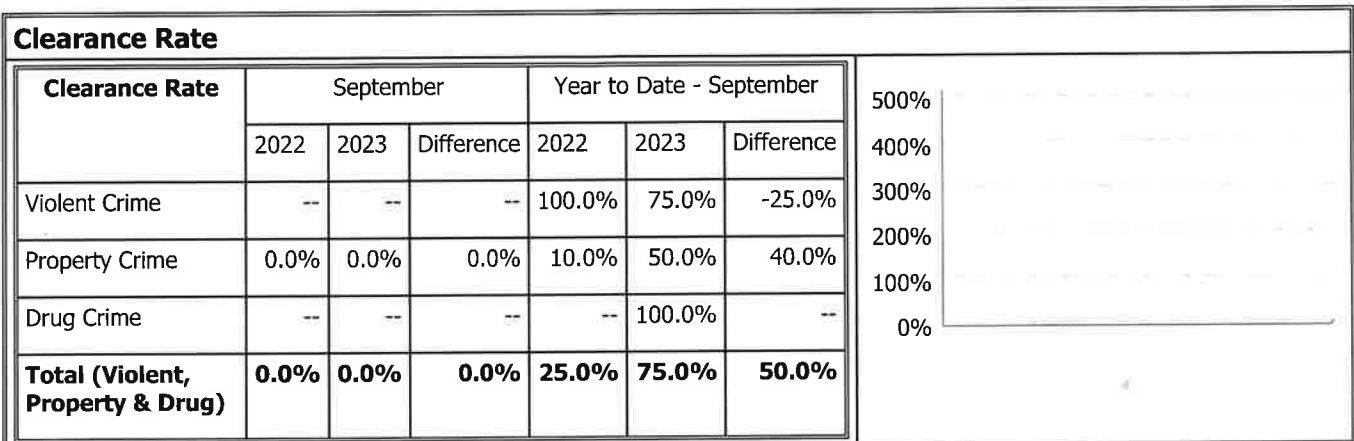 Clearance Rate
Clearance Rate September Year to Date - September
2022 2023 Difference 2022 2023 Difference
Violent Crime -- -- -- 100.0% 75.0% -25.0%
Property Crime 0.0% 0.0% 0.0% 10.0% 50.0% 40.0%
Drug Crime -- -- -- -- 100.0% --
Total (Violent, 0.0% 0.0% 0.0% 25.0% 75.0% 50.0%
Property & Drug)
500%
400%
300%
200%
100%
0%